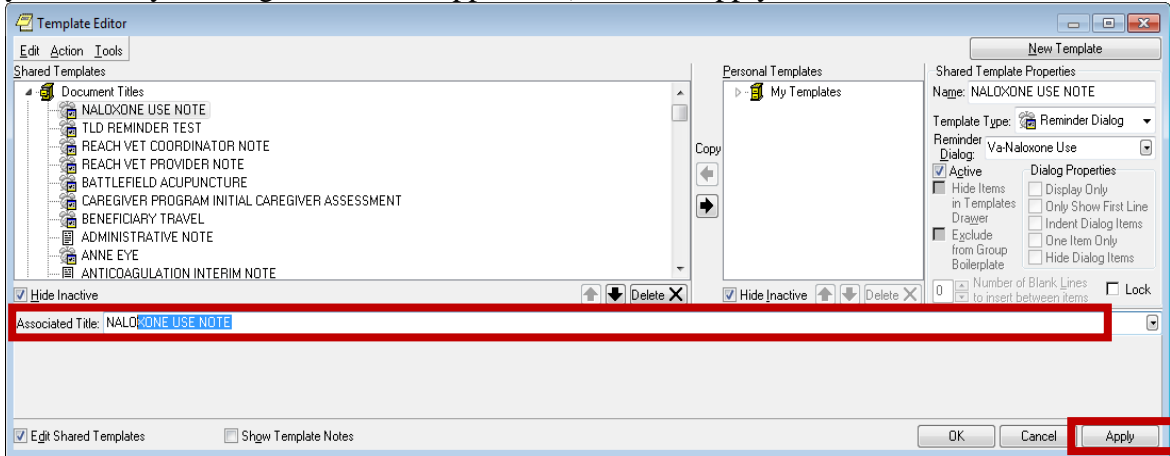 Template Editor
Edit Action Tools
New Template
Shared Templates
Document Titles
NALOXONE USE NOTE
TLD REMINDER TEST
REACH VET COORDINATOR NOTE
REACH VET PROVIDER NOTE
BATTLEFIELD ACUPUNCTURE
CAREGIVER PROGRAM INITIAL CAREGIVER ASSESSMENT
BENEFICIARY TRAVEL
ADMINISTRATIVE NOTE
ANNE EYE
ANTICOAGULATION INTERIM NOTE
Hide Inactive
Delete X
Copy
Personal Templates
My Templates
Hide Inactive
Delete X
Shared Template Properties
Name: NALOXONE USE NOTE
Template Type: Reminder Dialog
Reminder Dialog: Va-Naloxone Use
Active
Hide Items
in Templates
Drawer
Exclude
from Group
Boilerplate
Dialog Properties
Display Only
Only Show First Line
Indent Dialog Items
One Item Only
Hide Dialog Items
0 Number of Blank Lines
to insert between items
Lock
Associated Title: NALOXONE USE NOTE
Edit Shared Templates Show Template Notes
OK Cancel Apply